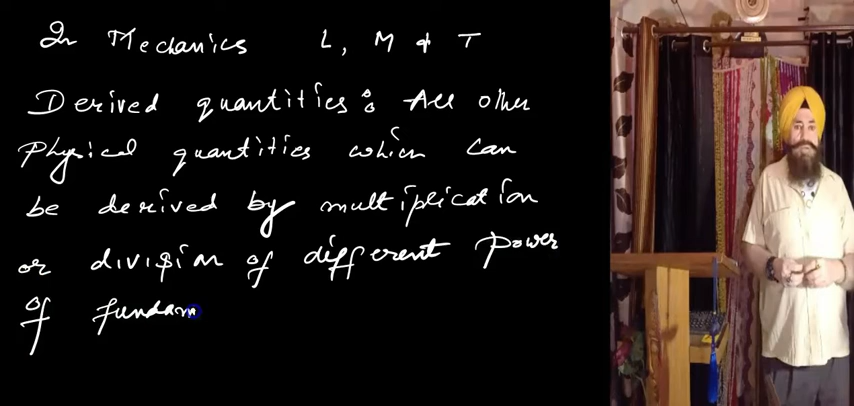 In Mechanics L, M & T
Derived quantities : All other
Physical quantities which can
be derived by multiplication
or division of different power
of fundam